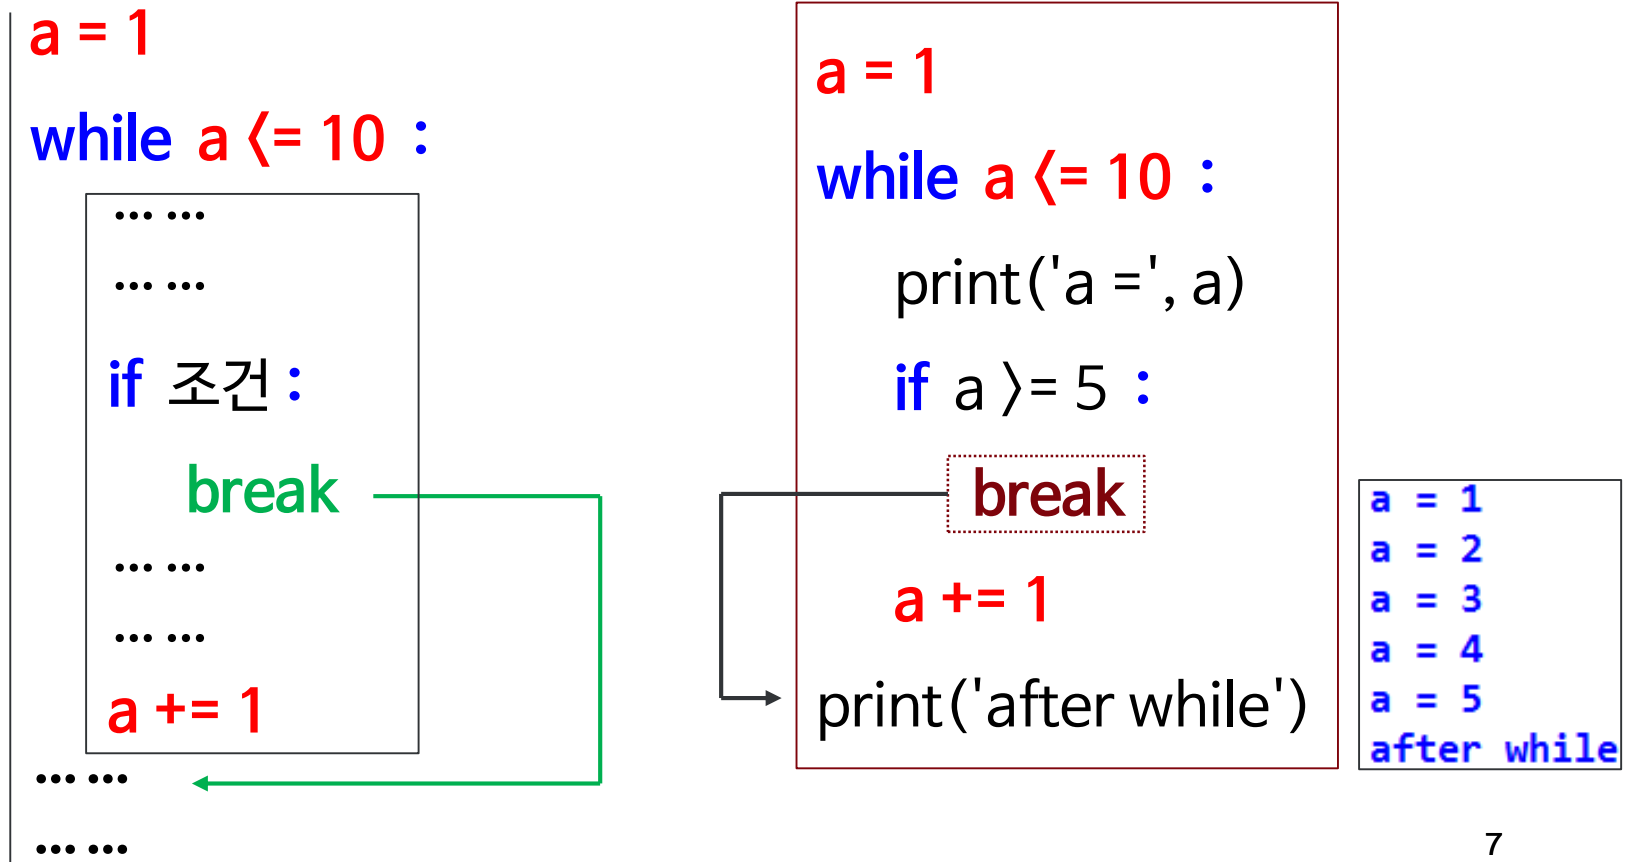 a = 1
while a <= 10 :
... ...
... ...
if 조건 :
break
... ...
... ...
a += 1
... ...
... ...
a = 1
while a <= 10 :
print('a =', a)
if a >= 5 :
break
a += 1
print('after while')
a = 1
a = 2
a = 3
a = 4
a = 5
after while
7